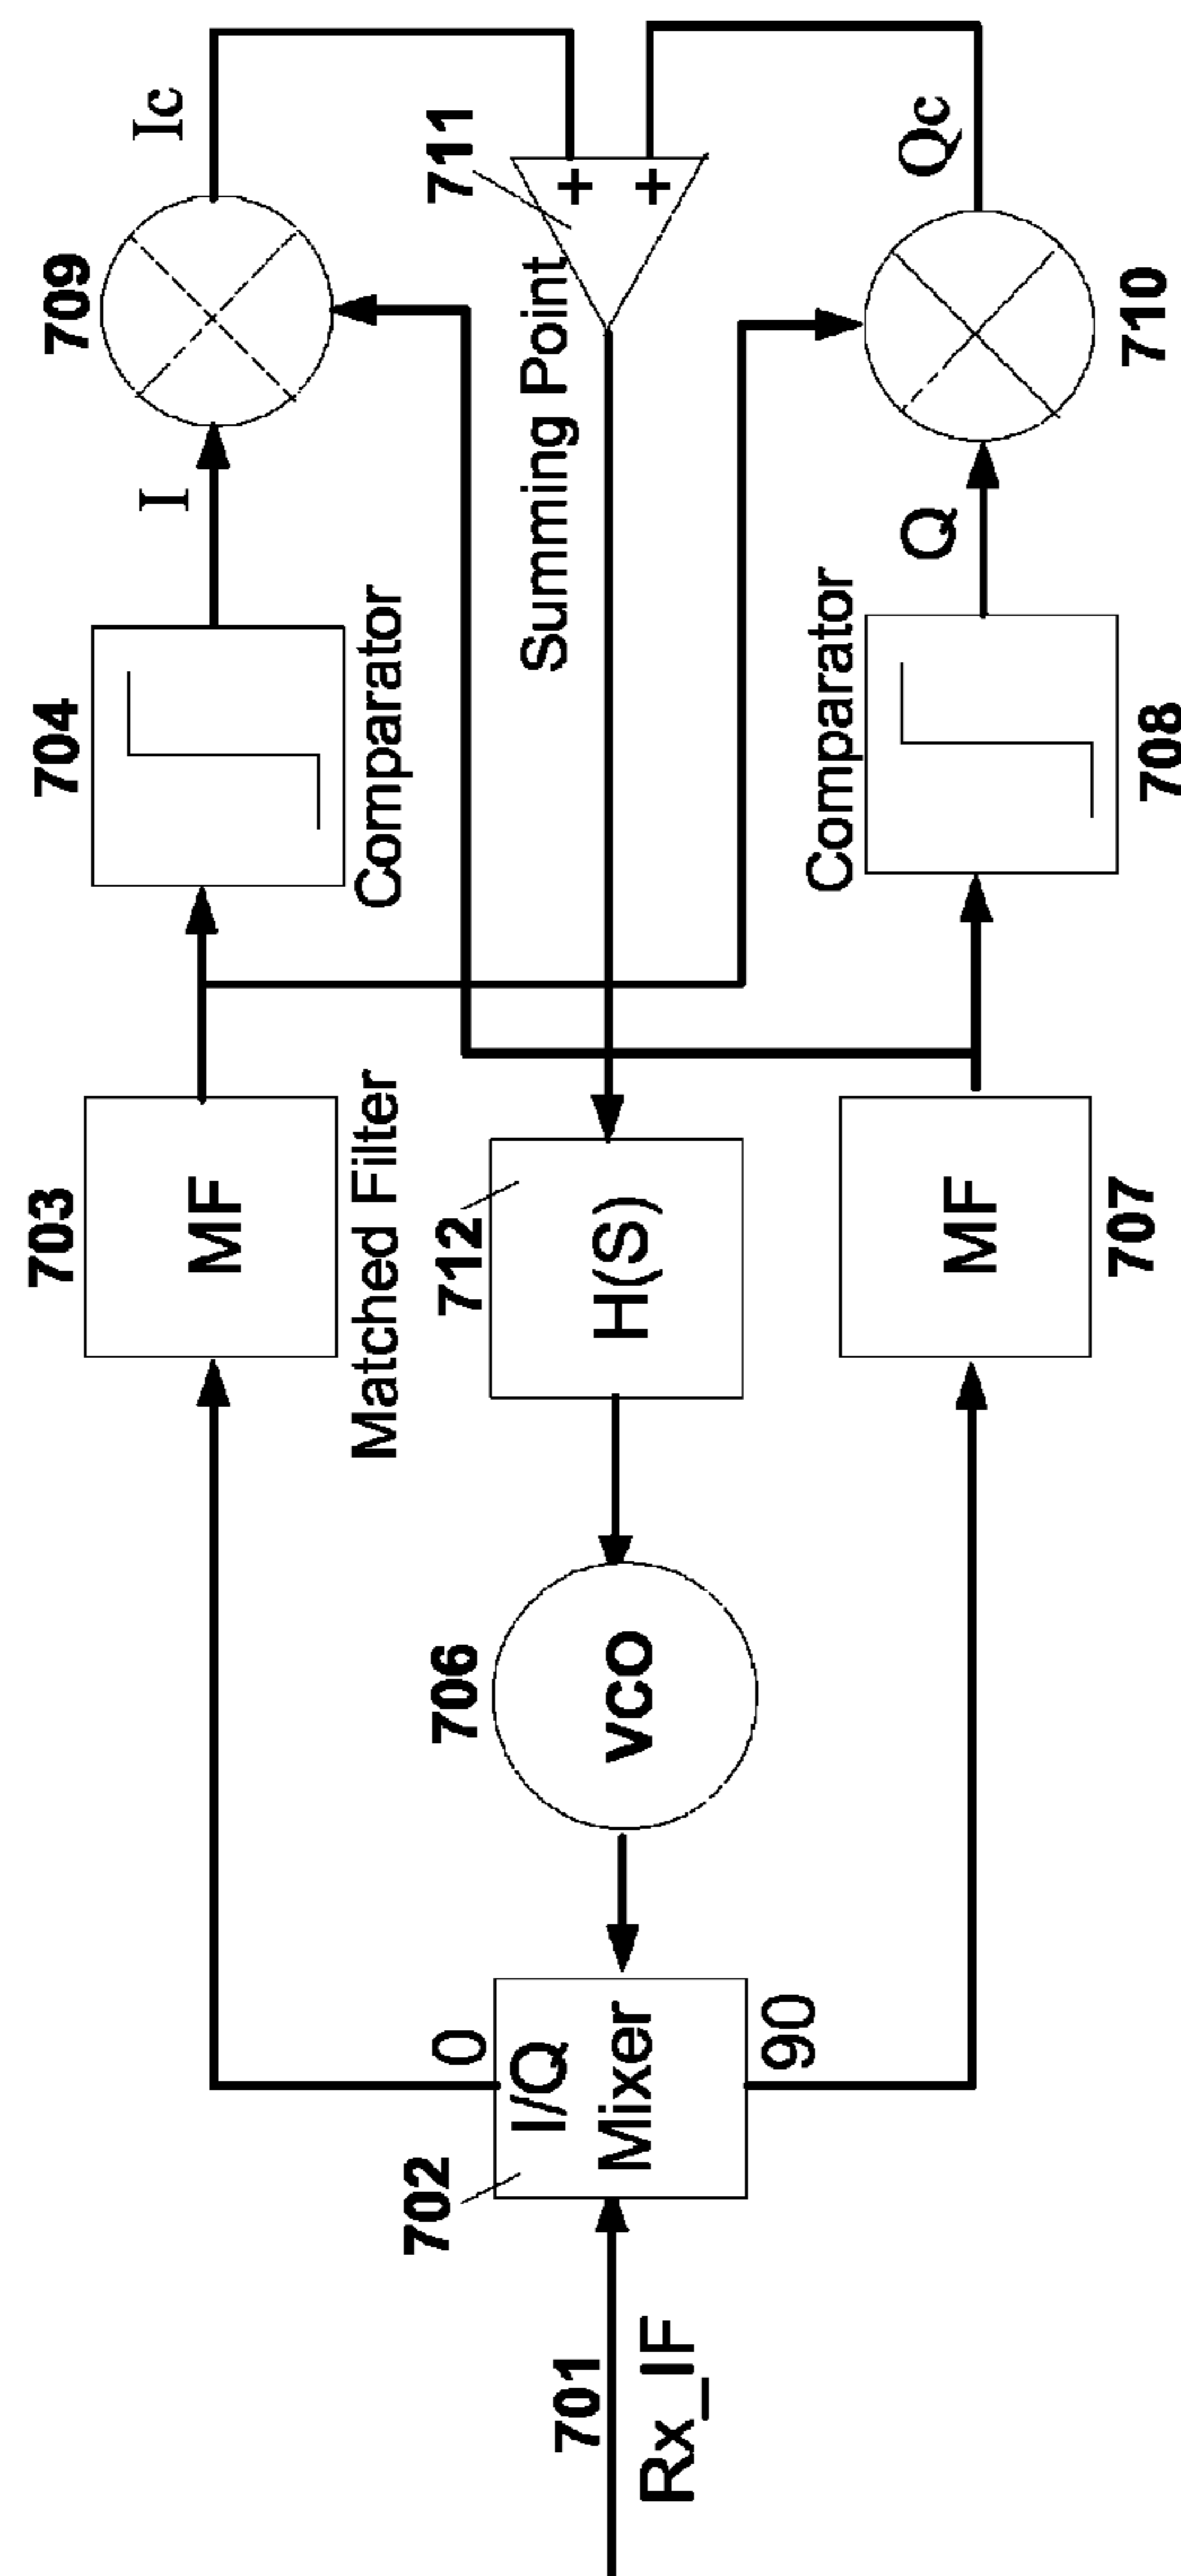 701
Rx_IF
702
I/Q
Mixer
0
90
706
VCO
703
MF
Matched Filter
712
H(S)
MF
707
704
Comparator
Comparator
708
I
Q
709
Ic
711
+
+
Summing Point
710
Qc